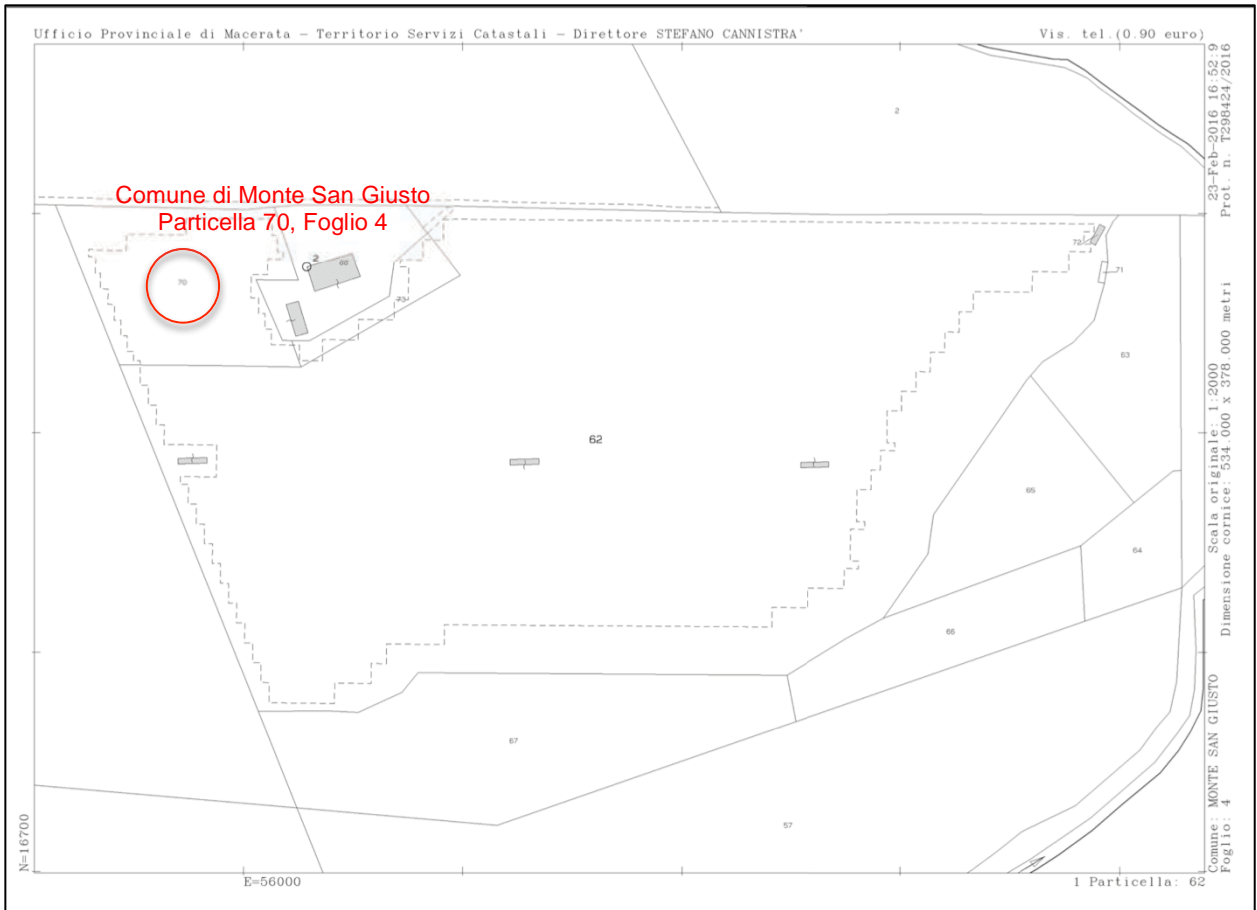 Ufficio Provinciale di Macerata - Territorio Servizi Catastali - Direttore STEFANO CANNISTRA'
Vis. tel.(0.90 euro)
23-Feb-2016 16:52:9
Prot. n. T298424/2016
2
Comune di Monte San Giusto
Particella 70, Foglio 4
2
68
72
71
70
73
63
62
65
64
66
67
57
Scala originale: 1:2000
Dimensione cornice: 534.000 x 378.000 metri
Comune: MONTE SAN GIUSTO
Foglio: 4
N=16700
E=56000
1 Particella: 62